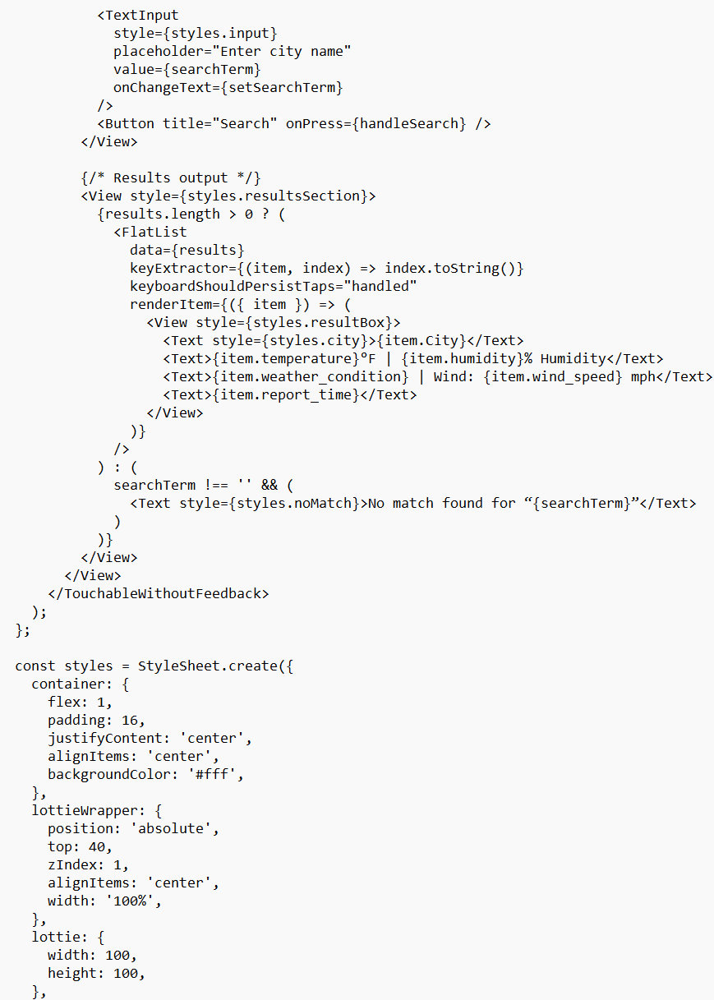 <TextInput
style={styles.input}
placeholder="Enter city name"
value={searchTerm}
onChangeText={setSearchTerm}
/>
<Button title="Search" onPress={handleSearch} />
</View>
{/* Results output */}
<View style={styles.resultsSection}>
{results.length > 0 ? (
<FlatList
data={results}
keyExtractor={(item, index) => index.toString()}
keyboardShouldPersistTaps="handled"
renderItem={({ item }) => (
<View style={styles.resultBox}>
<Text style={styles.city}>{item.City}</Text>
<Text>{item.temperature}°F | {item.humidity}% Humidity</Text>
<Text>{item.weather_condition} | Wind: {item.wind_speed} mph</Text>
<Text>{item.report_time}</Text>
</View>
)}
/>
) : (
searchTerm !== '' && (
<Text style={styles.noMatch}>No match found for “{searchTerm}”</Text>
)
)}
</View>
</View>
</TouchableWithoutFeedback>
);
};
const styles = StyleSheet.create({
container: {
flex: 1,
padding: 16,
justifyContent: 'center',
alignItems: 'center',
backgroundColor: '#fff',
},
lottieWrapper: {
position: 'absolute',
top: 40,
zIndex: 1,
alignItems: 'center',
width: '100%',
},
lottie: {
width: 100,
height: 100,
},